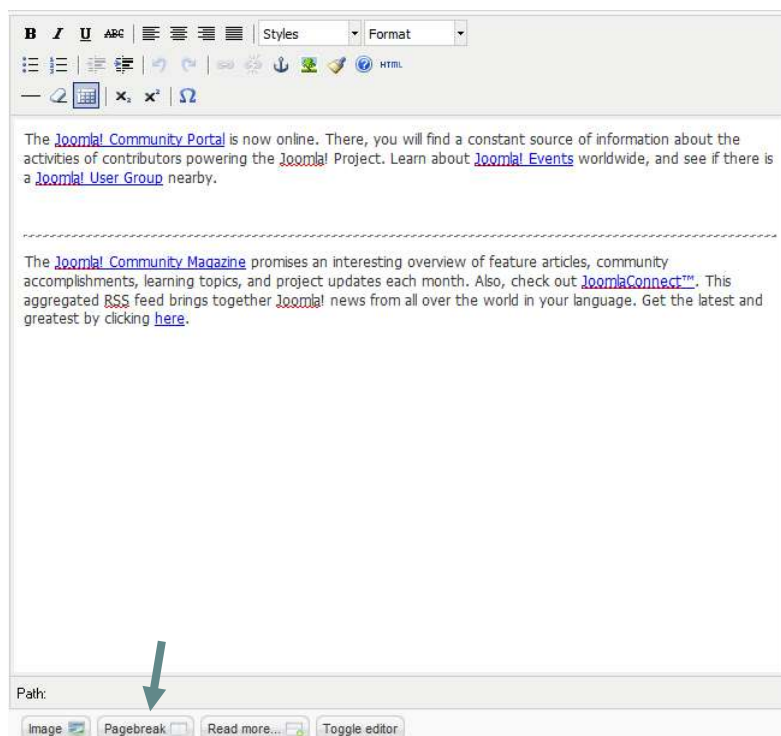 B I U ABC Styles Format
HTML
x₂ x² Ω
The Joomla! Community Portal is now online. There, you will find a constant source of information about the
activities of contributors powering the Joomla! Project. Learn about Joomla! Events worldwide, and see if there is
a Joomla! User Group nearby.
The Joomla! Community Magazine promises an interesting overview of feature articles, community
accomplishments, learning topics, and project updates each month. Also, check out JoomlaConnect™. This
aggregated RSS feed brings together Joomla! news from all over the world in your language. Get the latest and
greatest by clicking here.
Path:
Image Pagebreak Read more... Toggle editor